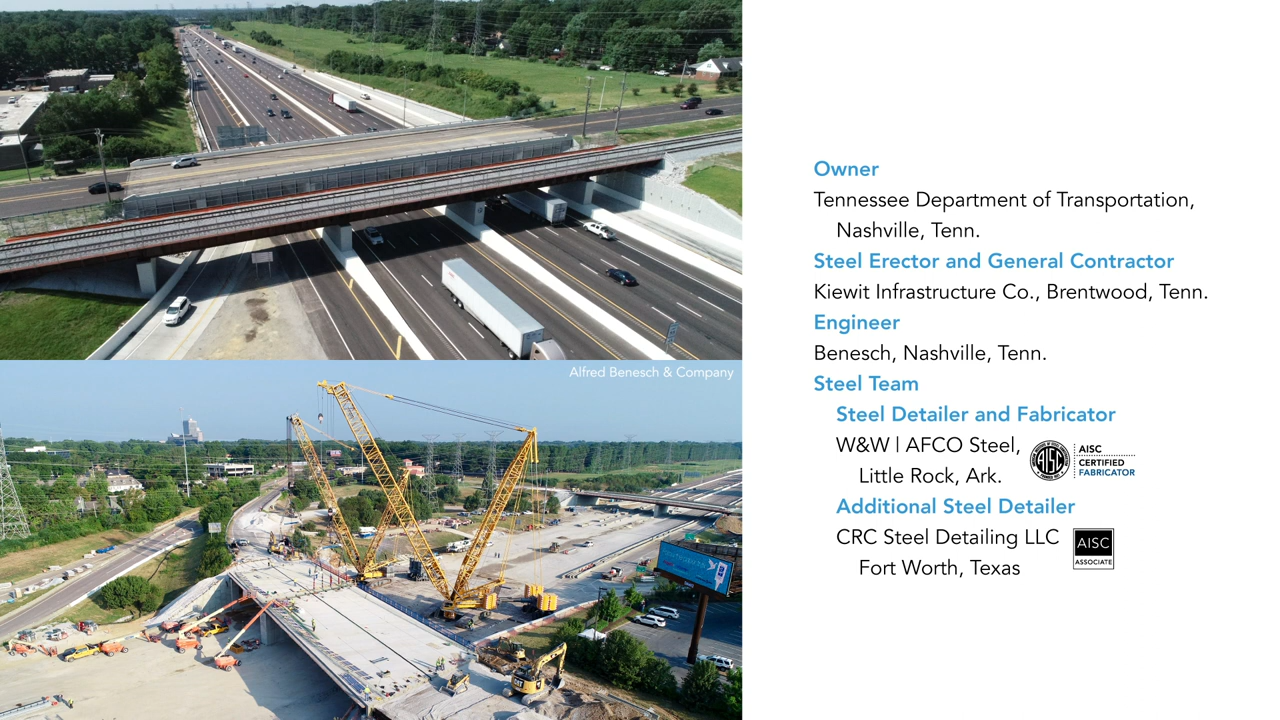 Owner
Tennessee Department of Transportation,
Nashville, Tenn.
Steel Erector and General Contractor
Kiewit Infrastructure Co., Brentwood, Tenn.
Engineer
Benesch, Nashville, Tenn.
Steel Team
Steel Detailer and Fabricator
W&W | AFCO Steel,
Little Rock, Ark.
AISC
AISC
CERTIFIED
FABRICATOR
Additional Steel Detailer
CRC Steel Detailing LLC
Fort Worth, Texas
AISC
ASSOCIATE
Alfred Benesch & Company
CAT